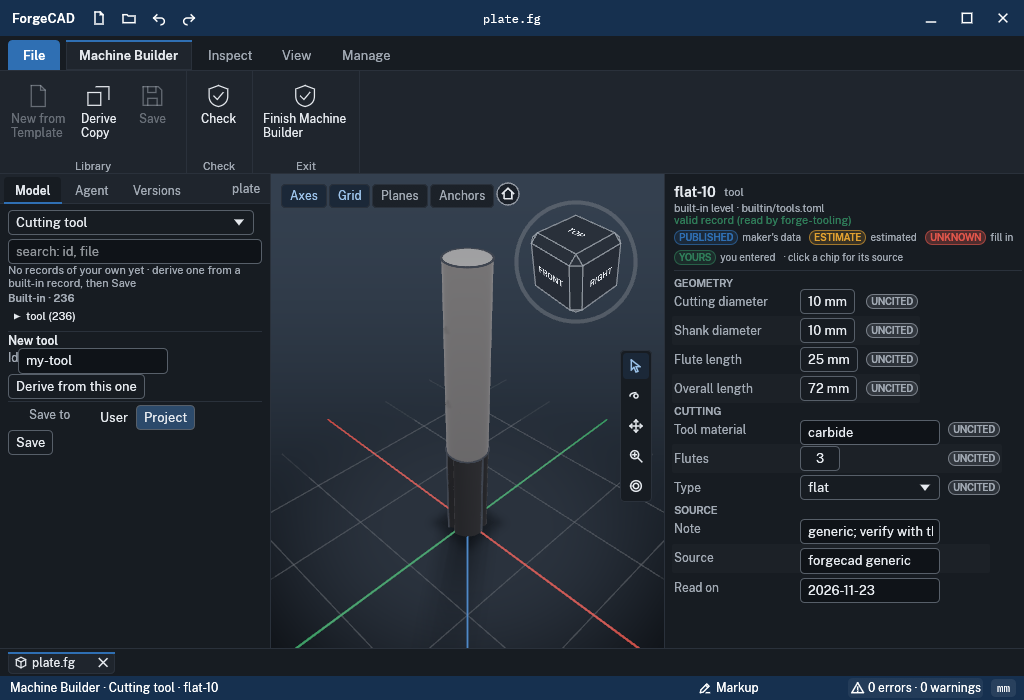 ForgeCAD
plate.fg
File
Machine Builder
Inspect
View
Manage
New from Template
Derive Copy
Save
Check
Finish Machine Builder
Library
Check
Exit
Model
Agent
Versions
plate
Cutting tool
search: id, file
No records of your own yet · derive one from a
built-in record, then Save
Built-in · 236
tool (236)
New tool
Id
my-tool
Derive from this one
Save to
User
Project
Save
Axes
Grid
Planes
Anchors
TOP
FRONT
RIGHT
flat-10 tool
built-in level · builtin/tools.toml
valid record (read by forge-tooling)
PUBLISHED maker's data ESTIMATE estimated UNKNOWN fill in
YOURS you entered · click a chip for its source
GEOMETRY
Cutting diameter 10 mm UNCITED
Shank diameter 10 mm UNCITED
Flute length 25 mm UNCITED
Overall length 72 mm UNCITED
CUTTING
Tool material carbide UNCITED
Flutes 3 UNCITED
Type flat UNCITED
SOURCE
Note generic; verify with
Source forgecad generic
Read on 2026-11-23
plate.fg
Machine Builder · Cutting tool · flat-10
Markup
0 errors · 0 warnings
mm